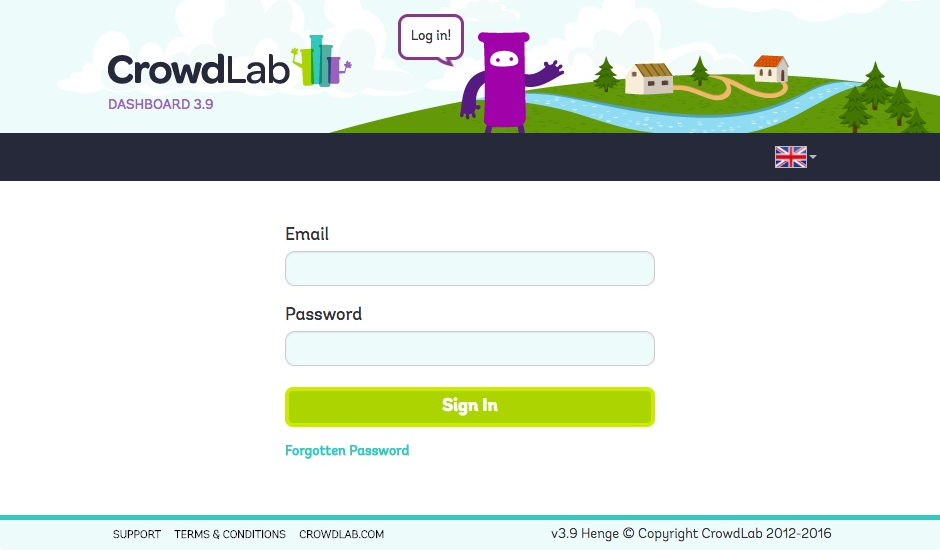 Log in!
CrowdLab
DASHBOARD 3.9
Email
Password
Sign In
Forgotten Password
SUPPORT TERMS & CONDITIONS CROWDLAB.COM
v3.9 Henge © Copyright CrowdLab 2012-2016